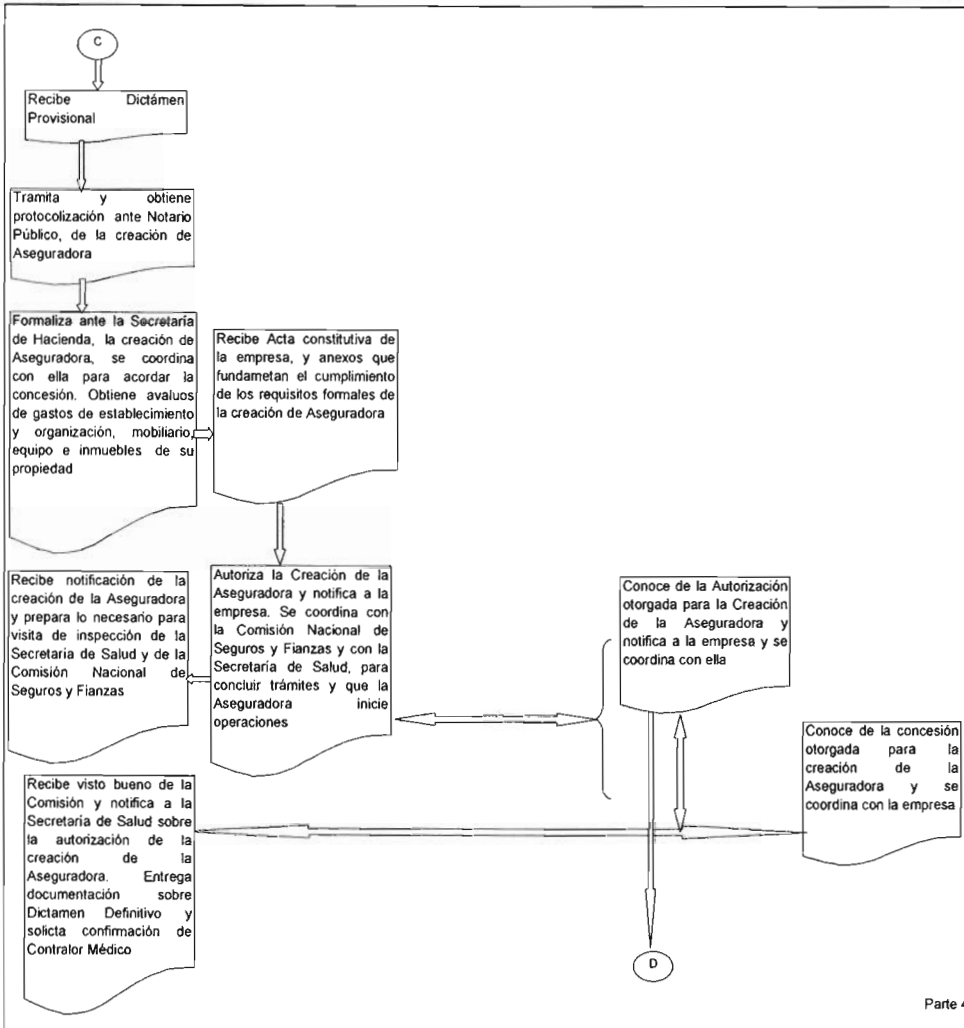 C
Recibe Dictámen
Provisional
Tramita y obtiene
protocolización ante Notario
Público, de la creación de
Aseguradora
Formaliza ante la Secretaría
de Hacienda, la creación de
Aseguradora, se coordina
con ella para acordar la
concesión. Obtiene avaluos
de gastos de establecimiento
y organización, mobiliario,
equipo e inmuebles de su
propiedad
Recibe Acta constitutiva de
la empresa, y anexos que
fundametan el cumplimiento
de los requisitos formales de
la creación de Aseguradora
Autoriza la Creación de la
Aseguradora y notifica a la
empresa. Se coordina con
la Comisión Nacional de
Seguros y Fianzas y con la
Secretaría de Salud, para
concluir trámites y que la
Aseguradora inicie
operaciones
Recibe notificación de la
creación de la Aseguradora
y prepara lo necesario para
visita de inspección de la
Secretaría de Salud y de la
Comisión Nacional de
Seguros y Fianzas
Conoce de la Autorización
otorgada para la Creación
de la Aseguradora y
notifica a la empresa y se
coordina con ella
Conoce de la concesión
otorgada para la
creación de la
Aseguradora y se
coordina con la empresa
Recibe visto bueno de la
Comisión y notifica a la
Secretaría de Salud sobre
la autorización de la
creación de la
Aseguradora. Entrega
documentación sobre
Dictamen Definitivo y
solicta confirmación de
Contralor Médico
D
Parte 4